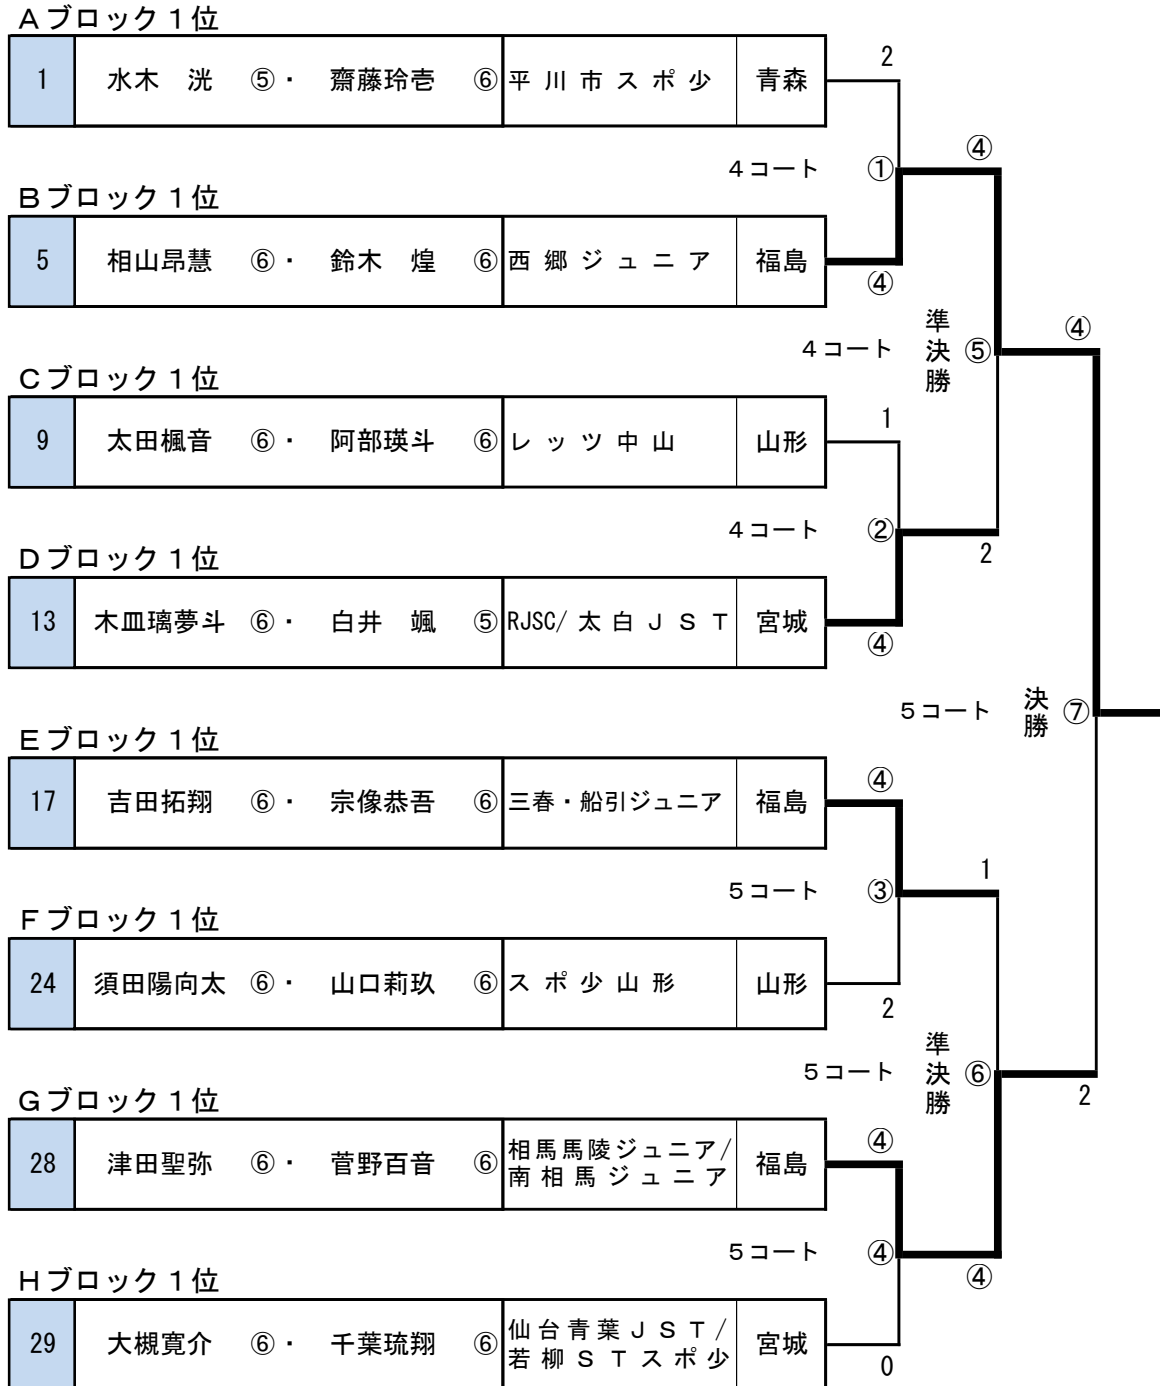 Aブロック1位
1 水木　洸 ⑤・ 齋藤玲壱 ⑥ 平川市スポ少 青森
2
4コート ① ④
Bブロック1位
5 相山昂慧 ⑥・ 鈴木　煌 ⑥ 西郷ジュニア 福島
④
4コート 準決勝 ⑤ ④
Cブロック1位
9 太田楓音 ⑥・ 阿部瑛斗 ⑥ レッツ中山 山形
1
4コート ② 2
Dブロック1位
13 木皿璃夢斗 ⑥・ 白井　颯 ⑤ RJSC/太白JST 宮城
④
5コート 決勝 ⑦
Eブロック1位
17 吉田拓翔 ⑥・ 宗像恭吾 ⑥ 三春・船引ジュニア 福島
④
5コート ③ 1
Fブロック1位
24 須田陽向太 ⑥・ 山口莉玖 ⑥ スポ少山形 山形
2
5コート 準決勝 ⑥ 2
Gブロック1位
28 津田聖弥 ⑥・ 菅野百音 ⑥ 相馬馬陵ジュニア/
南相馬ジュニア 福島
④
5コート ④ ④
Hブロック1位
29 大槻寛介 ⑥・ 千葉琉翔 ⑥ 仙台青葉JST/
若柳STスポ少 宮城
0